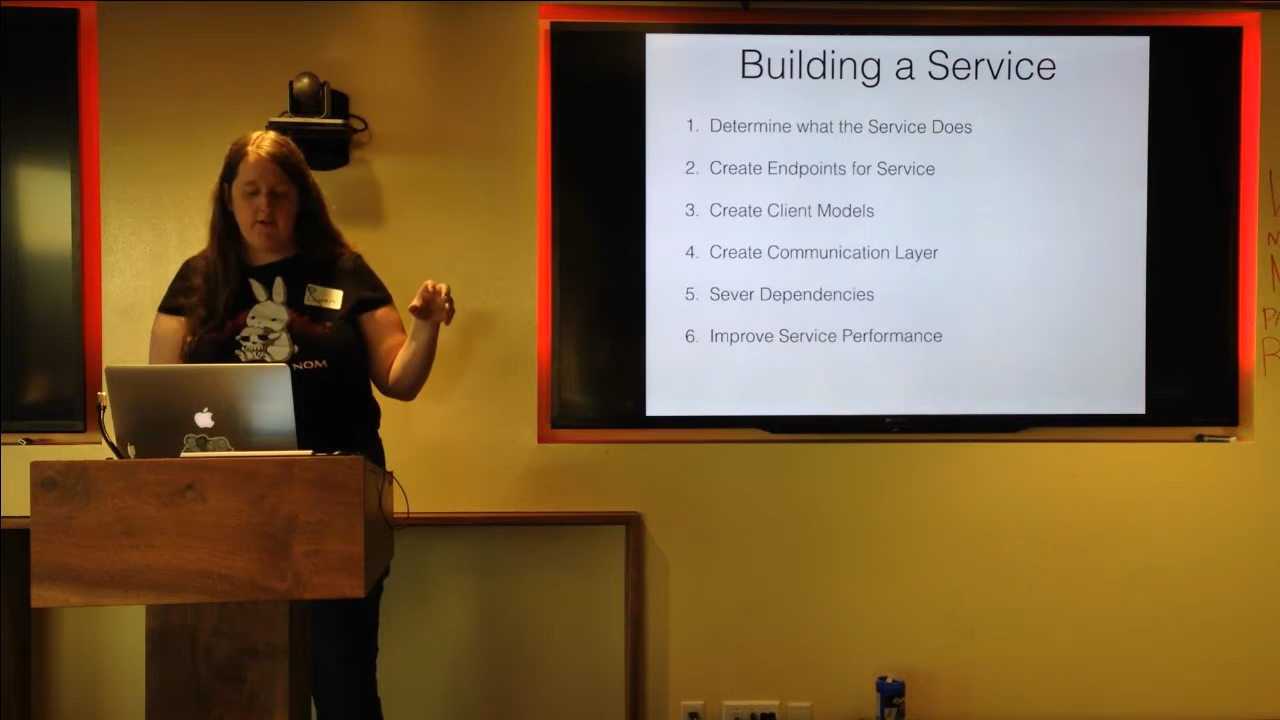 Building a Service
1. Determine what the Service Does
2. Create Endpoints for Service
3. Create Client Models
4. Create Communication Layer
5. Sever Dependencies
6. Improve Service Performance
NOM